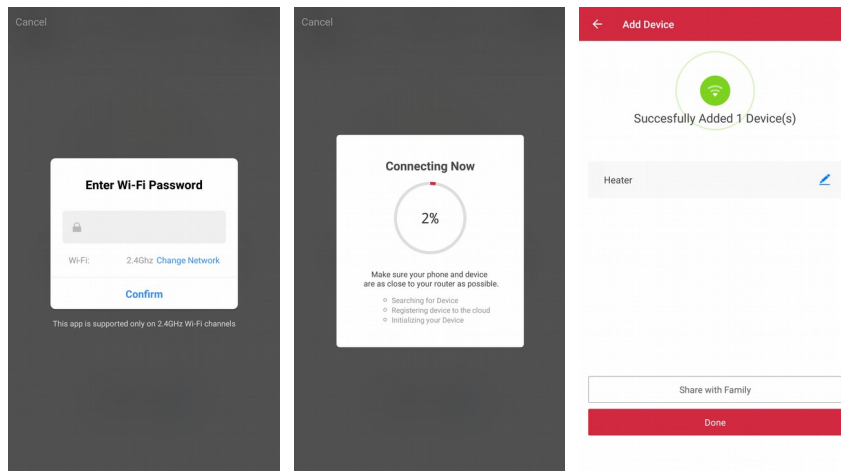 Cancel
Enter Wi-Fi Password
Wi-Fi: 2.4Ghz Change Network
Confirm
This app is supported only on 2.4GHz Wi-Fi channels
Cancel
Connecting Now
2%
Make sure your phone and device
are as close to your router as possible.
Searching for Device
Registering device to the cloud
Initializing your Device
Add Device
Succesfully Added 1 Device(s)
Heater
Share with Family
Done